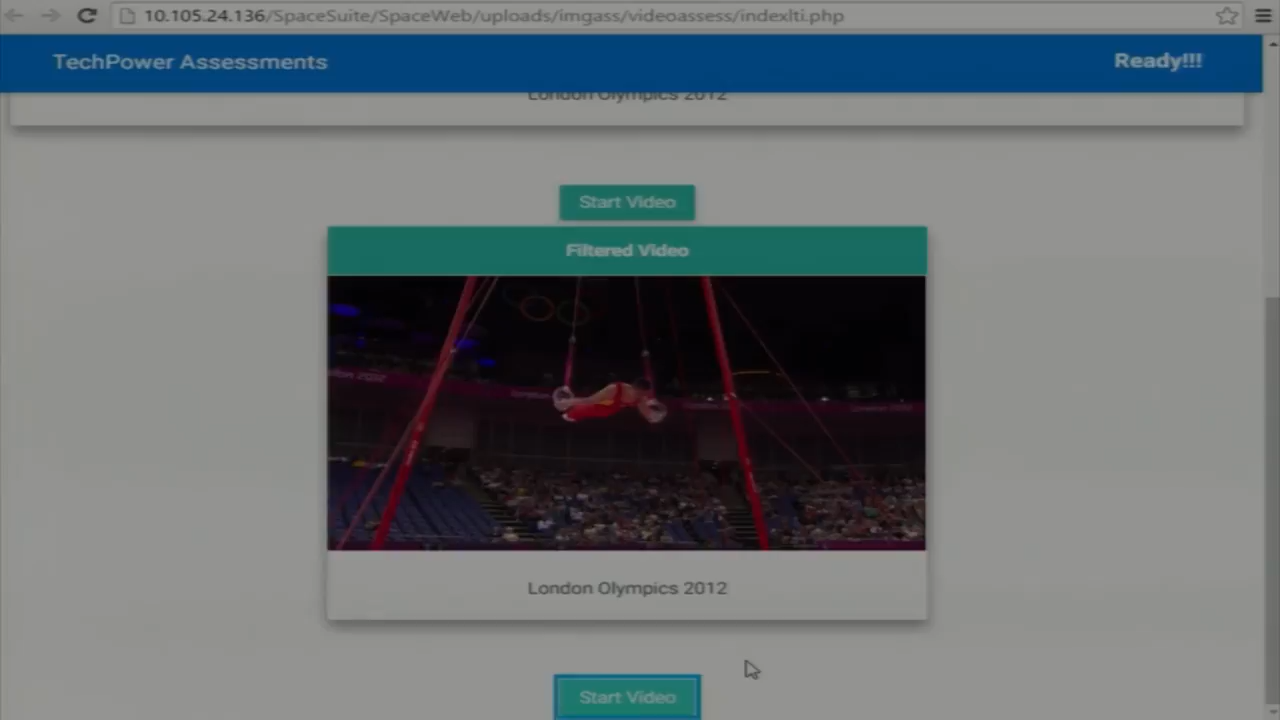 10.105.24.136/SpaceSuite/SpaceWeb/uploads/imgass/videoassess/indexlti.php
TechPower Assessments
Ready!!!
London Olympics 2012
Start Video
Filtered Video
London Olympics 2012
Start Video